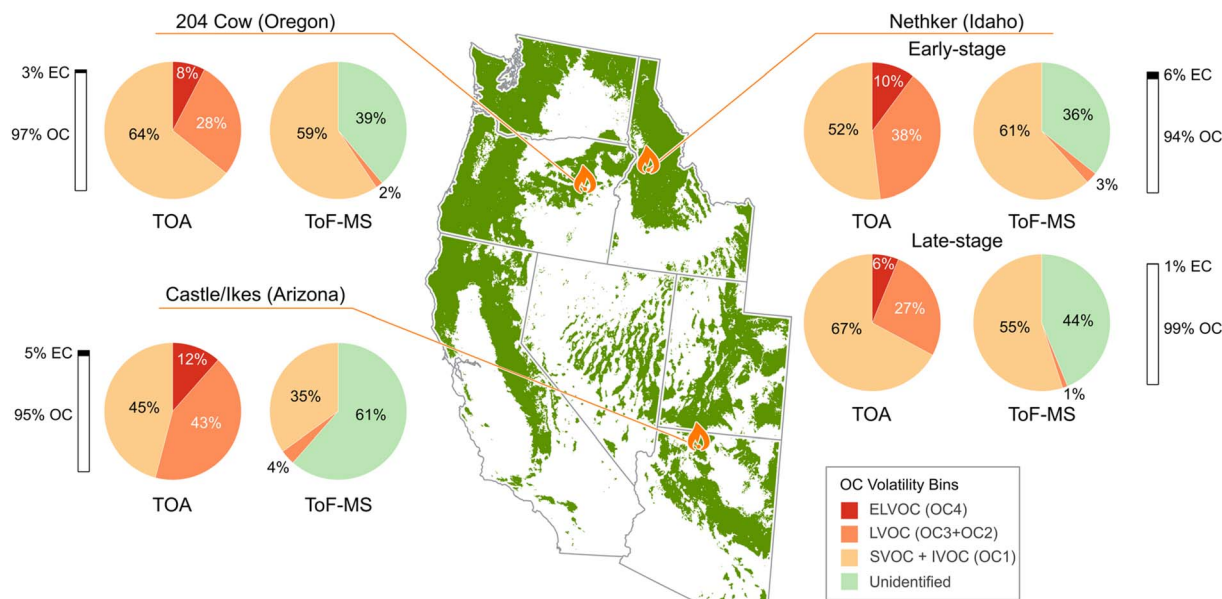 204 Cow (Oregon)
3% EC
97% OC
8%
28%
64%
TOA
39%
59%
2%
ToF-MS
Nethker (Idaho)
Early-stage
10%
38%
52%
TOA
36%
61%
3%
ToF-MS
6% EC
94% OC
Late-stage
6%
27%
67%
TOA
44%
55%
1%
ToF-MS
1% EC
99% OC
Castle/Ikes (Arizona)
5% EC
95% OC
12%
45%
43%
TOA
35%
61%
4%
ToF-MS
OC Volatility Bins
ELVOC (OC4)
LVOC (OC3+OC2)
SVOC + IVOC (OC1)
Unidentified